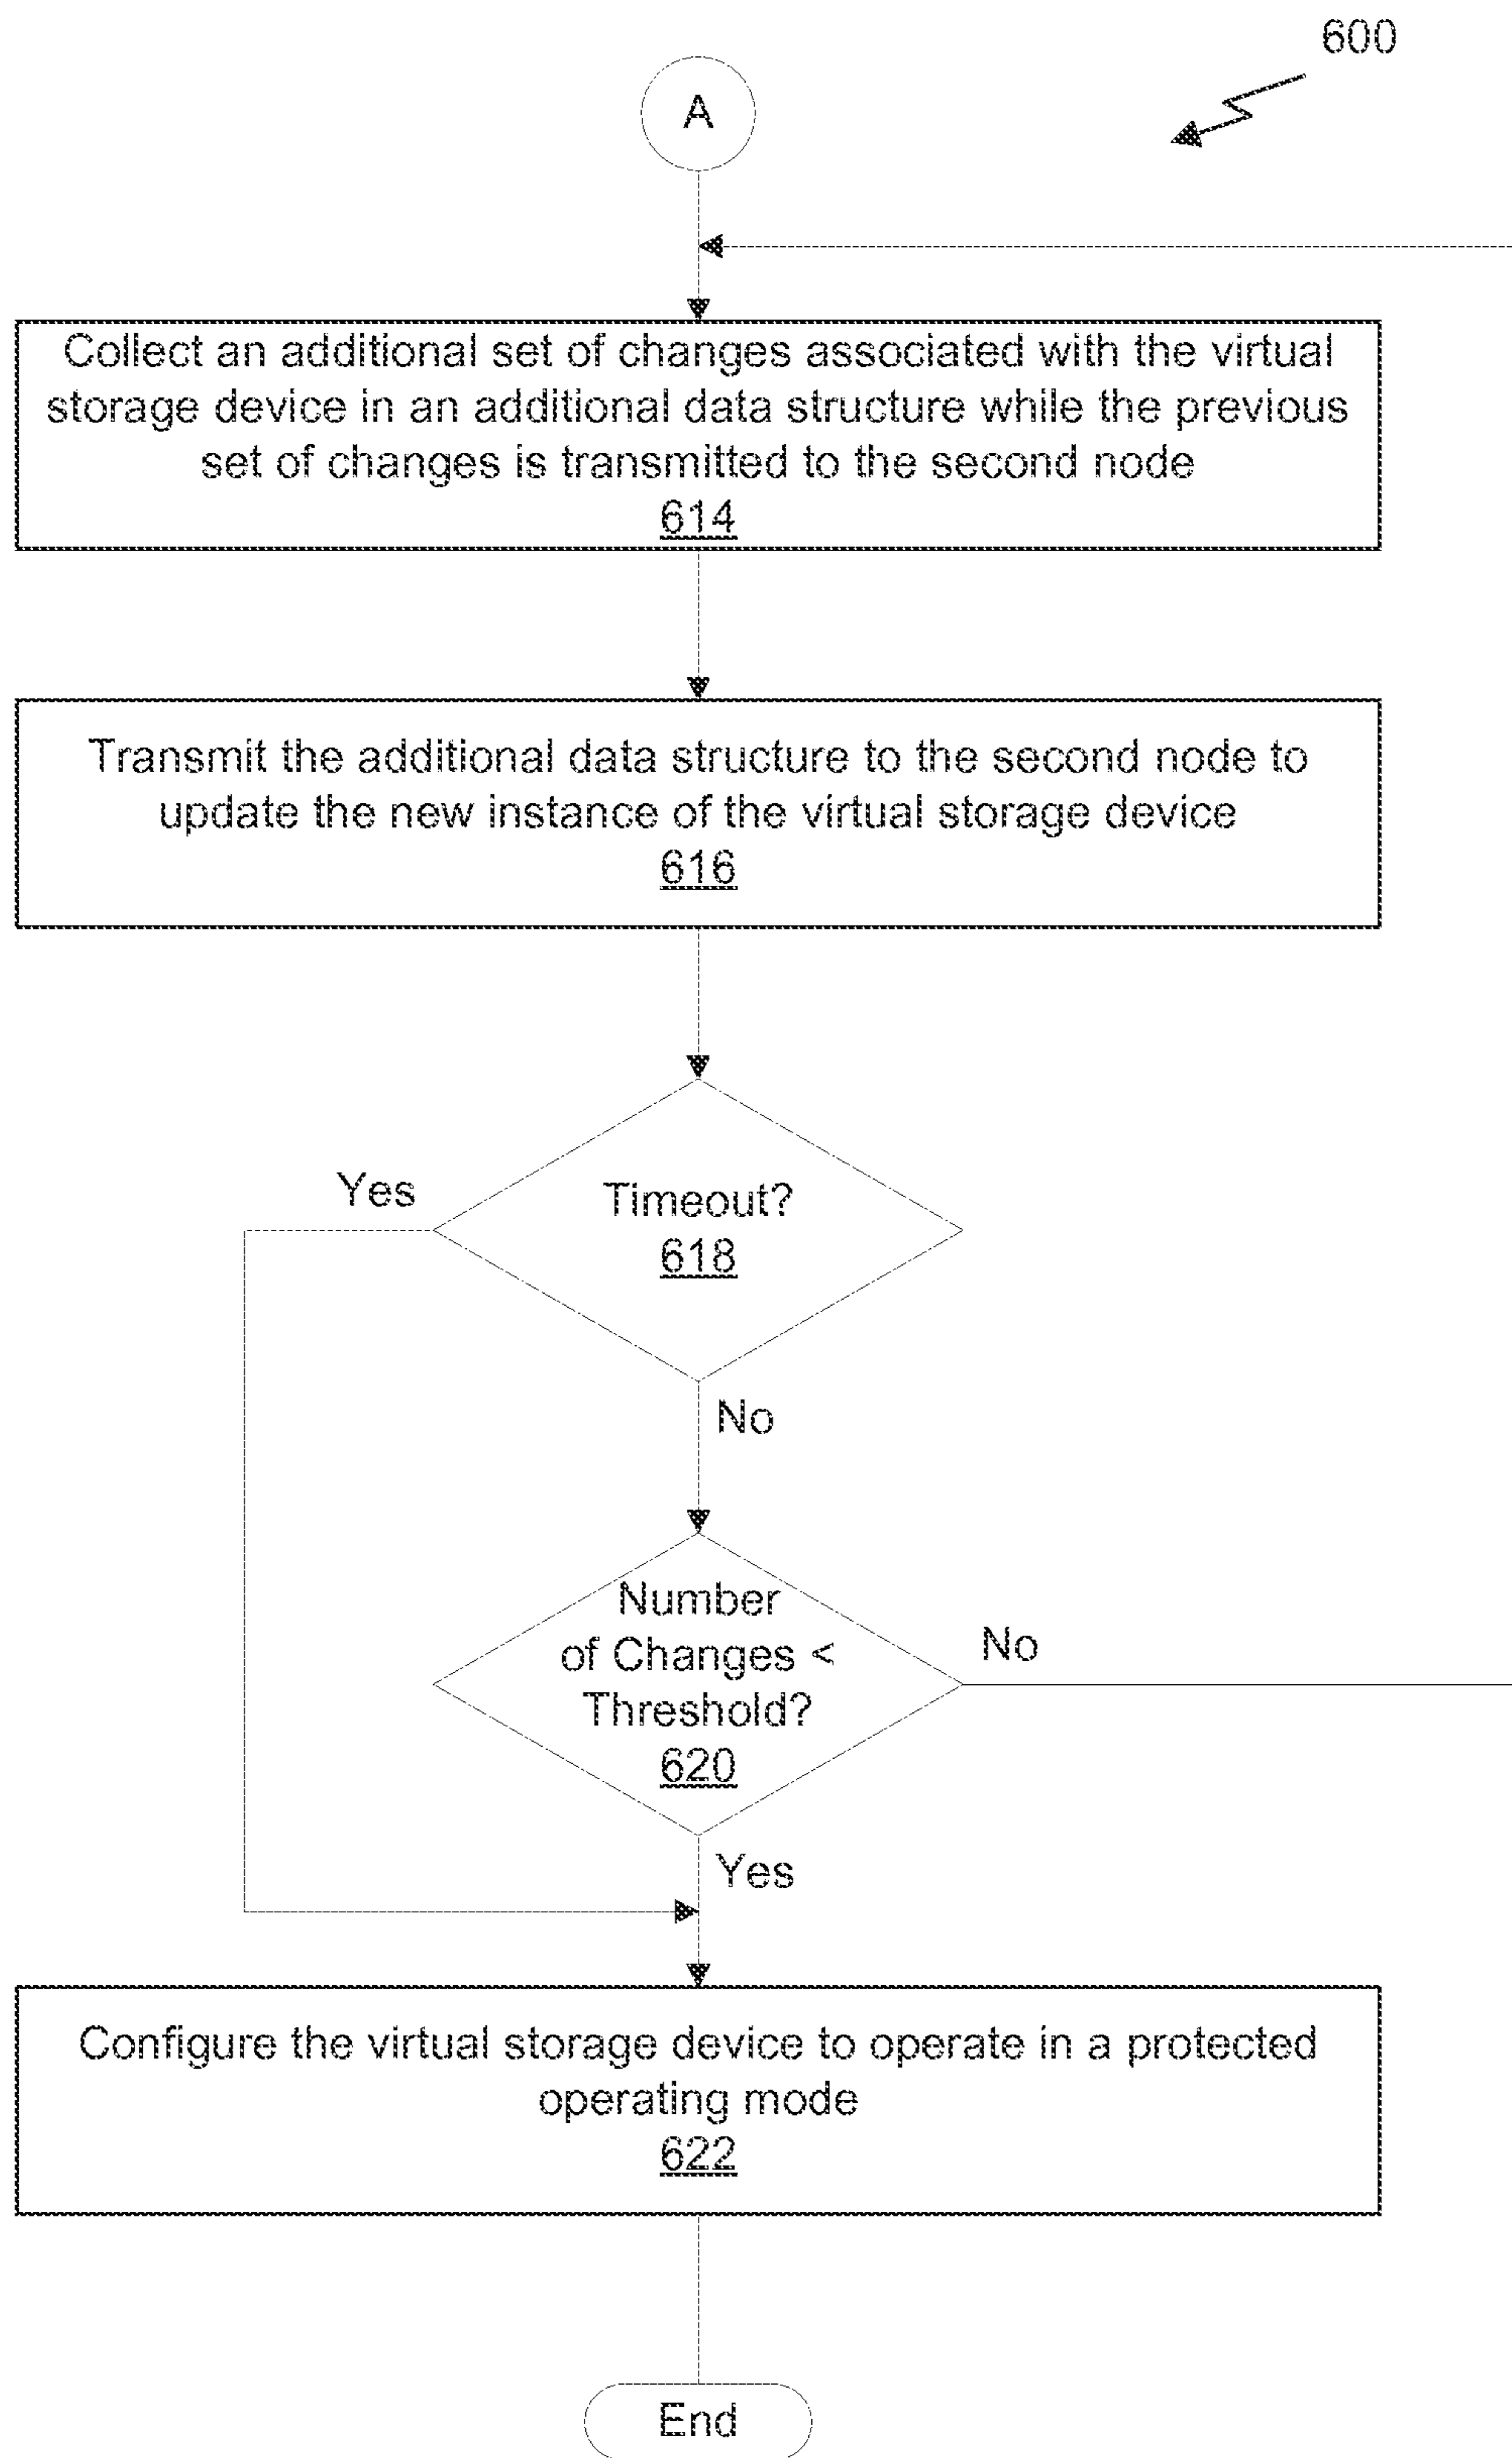 600
A
Collect an additional set of changes associated with the virtual
storage device in an additional data structure while the previous
set of changes is transmitted to the second node
614
Transmit the additional data structure to the second node to
update the new instance of the virtual storage device
616
Yes
Timeout?
618
No
Number
of Changes <
Threshold?
620
No
Yes
Configure the virtual storage device to operate in a protected
operating mode
622
End